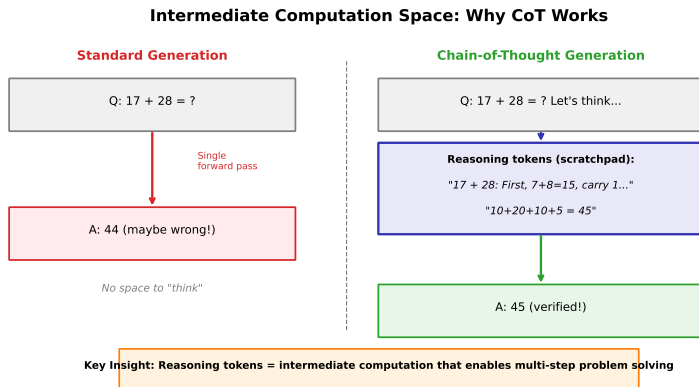 Intermediate Computation Space: Why CoT Works
Standard Generation
Q: 17 + 28 = ?
Single
forward pass
A: 44 (maybe wrong!)
No space to "think"
Chain-of-Thought Generation
Q: 17 + 28 = ? Let's think...
Reasoning tokens (scratchpad):
"17 + 28: First, 7+8=15, carry 1..."
"10+20+10+5 = 45"
A: 45 (verified!)
Key Insight: Reasoning tokens = intermediate computation that enables multi-step problem solving